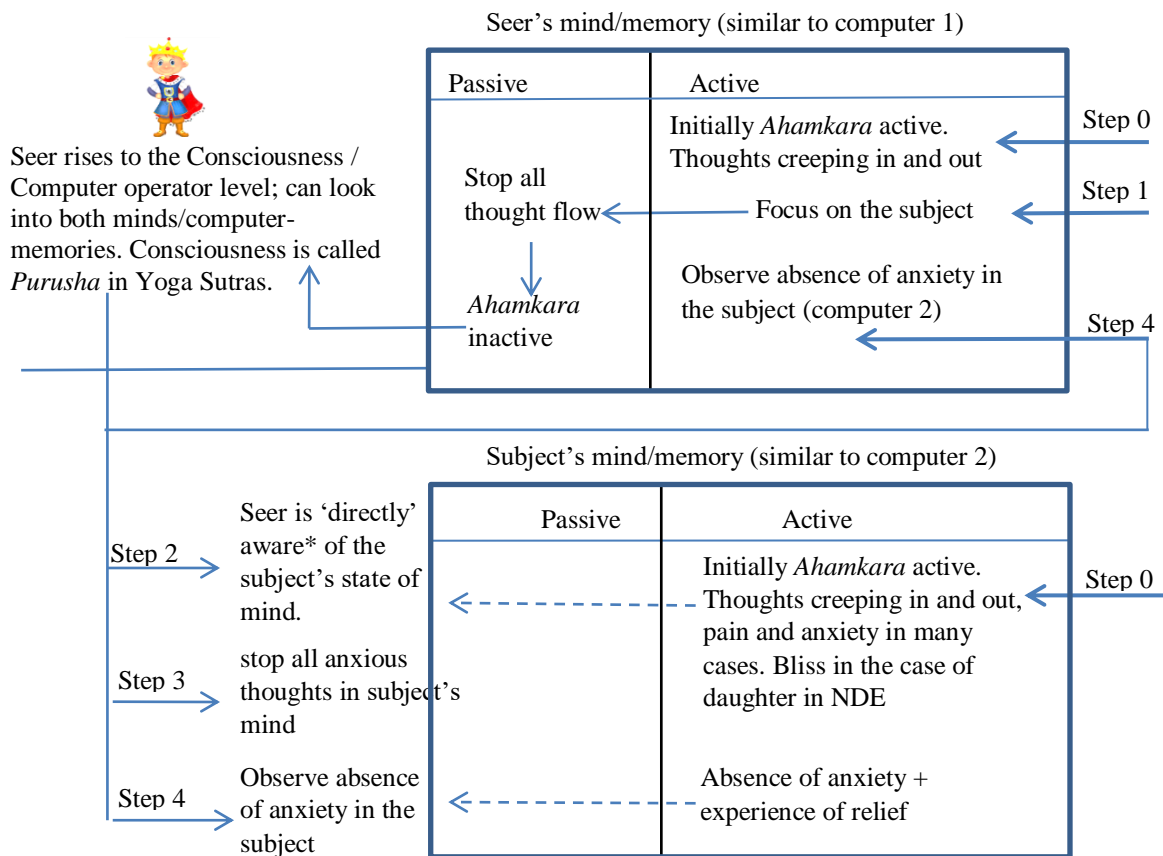 Seer's mind/memory (similar to computer 1)
Passive
Active
Initially Ahamkara active.
Thoughts creeping in and out
Step 0
Seer rises to the Consciousness /
Computer operator level; can look
into both minds/computer-
memories. Consciousness is called
Purusha in Yoga Sutras.
Stop all
thought flow
Focus on the subject
Step 1
Ahamkara
inactive
Observe absence of anxiety in
the subject (computer 2)
Step 4
Subject's mind/memory (similar to computer 2)
Passive
Active
Step 2
Seer is 'directly'
aware* of the
subject's state of
mind.
Initially Ahamkara active.
Thoughts creeping in and out,
pain and anxiety in many
cases. Bliss in the case of
daughter in NDE
Step 0
Step 3
stop all anxious
thoughts in subject's
mind
Step 4
Observe absence
of anxiety in the
subject
Absence of anxiety +
experience of relief